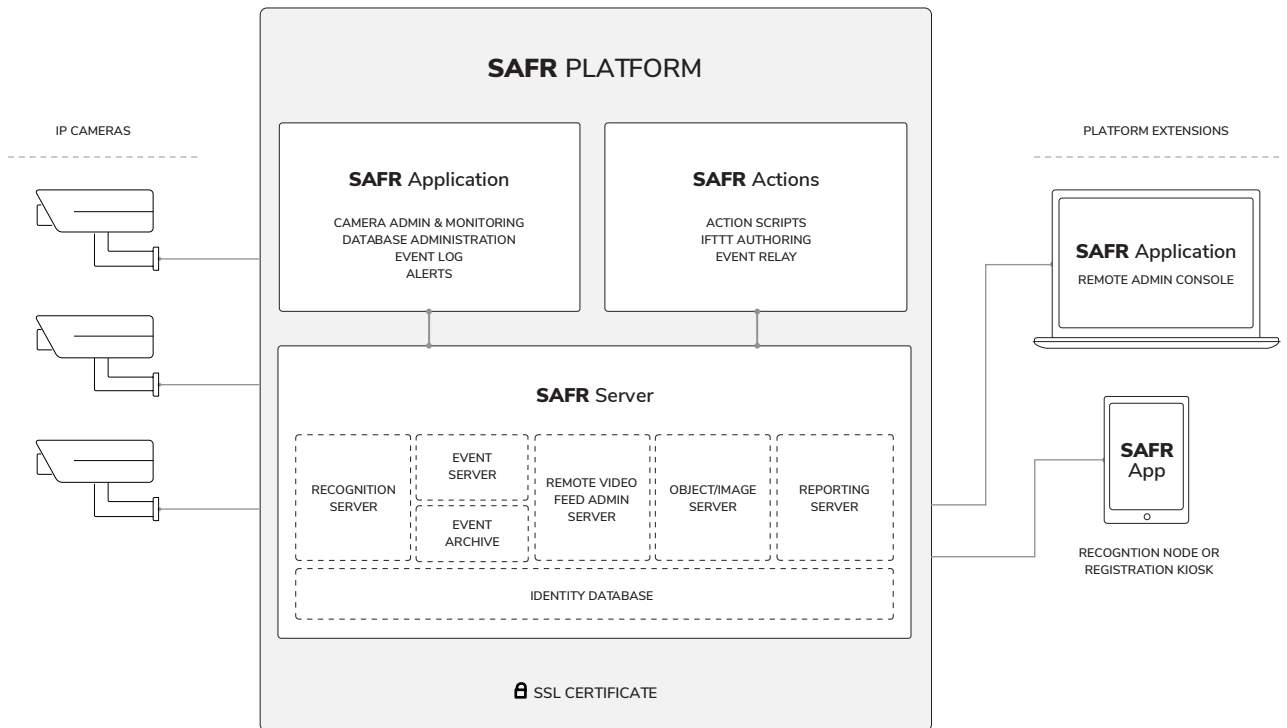 SAFR PLATFORM
IP CAMERAS
SAFR Application
CAMERA ADMIN & MONITORING
DATABASE ADMINISTRATION
EVENT LOG
ALERTS
SAFR Actions
ACTION SCRIPTS
IFTTT AUTHORING
EVENT RELAY
SAFR Server
RECOGNITION
SERVER
EVENT
SERVER
EVENT
ARCHIVE
REMOTE VIDEO
FEED ADMIN
SERVER
OBJECT/IMAGE
SERVER
REPORTING
SERVER
IDENTITY DATABASE
SSL CERTIFICATE
PLATFORM EXTENSIONS
SAFR Application
REMOTE ADMIN CONSOLE
SAFR
App
RECOGNTION NODE OR
REGISTRATION KIOSK